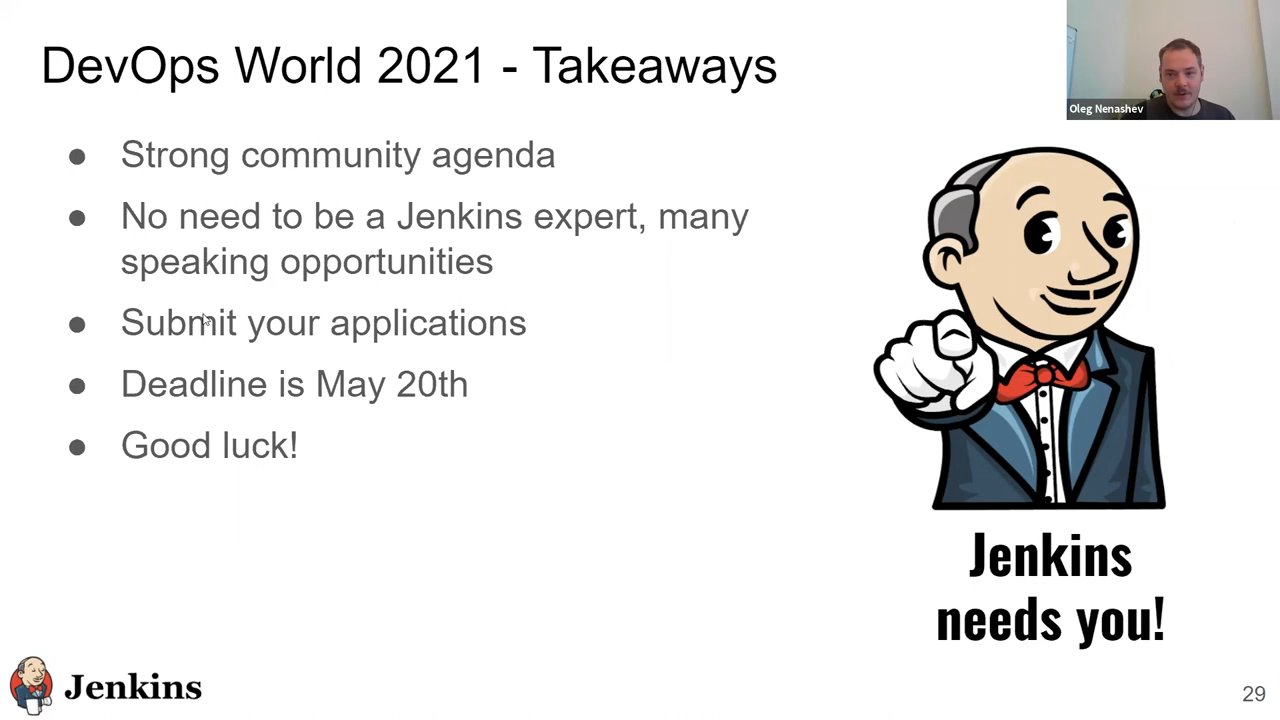 DevOps World 2021 - Takeaways
Oleg Nenashev
● Strong community agenda
● No need to be a Jenkins expert, many
speaking opportunities
● Submit your applications
● Deadline is May 20th
● Good luck!
Jenkins
needs you!
Jenkins
29